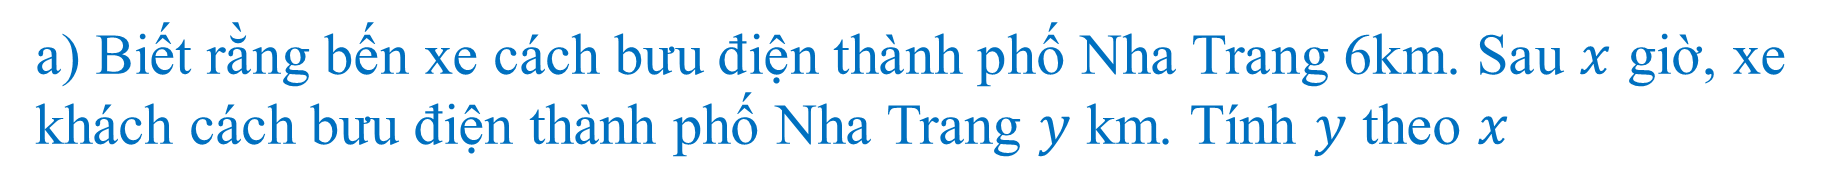 a) Biết rằng bến xe cách bưu điện thành phố Nha Trang 6km. Sau x giờ, xe
khách cách bưu điện thành phố Nha Trang y km. Tính y theo x